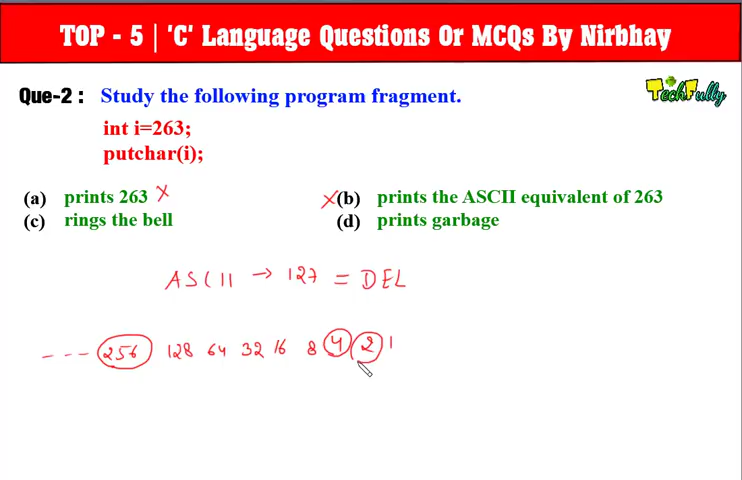 TOP - 5 | 'C' Language Questions Or MCQs By Nirbhay
Que-2 : Study the following program fragment.
TechFully
int i=263;
putchar(i);
(a) prints 263 X
X (b) prints the ASCII equivalent of 263
(c) rings the bell
(d) prints garbage
ASCII → 127 = DEL
--- 256 128 64 32 16 8 4 2 1